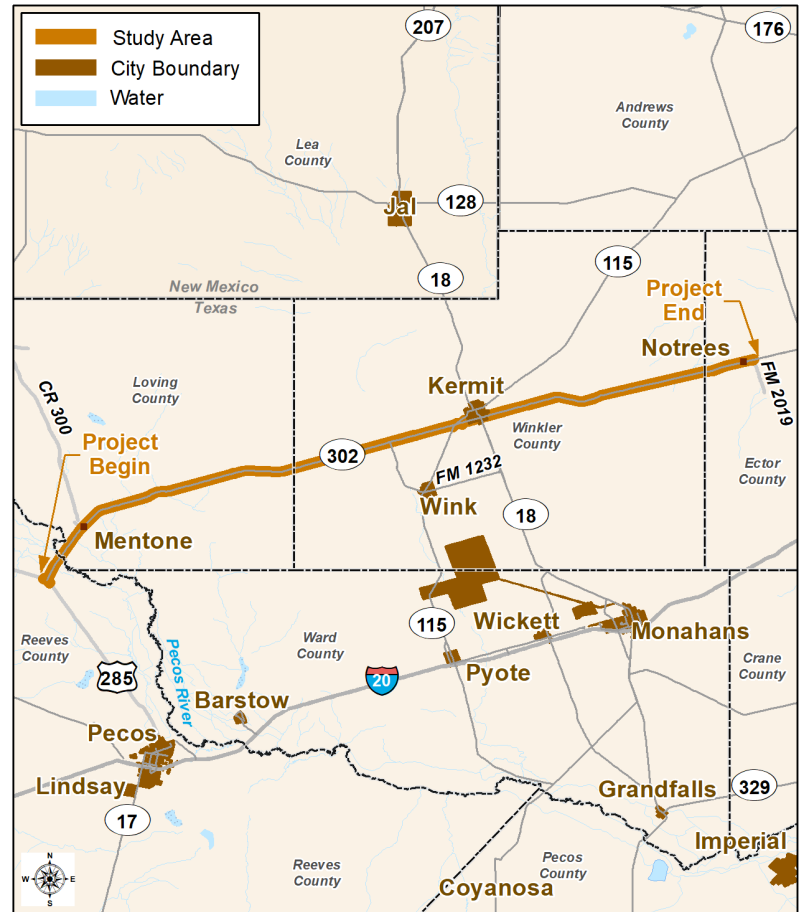 Study Area
City Boundary
Water
207
176
Andrews
County
Lea
County
Jal
128
18
115
New Mexico
Texas
Project
End
Notrees
FM 2019
CR 300
Loving
County
Kermit
Winkler
County
Project
Begin
302
FM 1232
Ector
County
Wink
18
Mentone
115
Wickett
Monahans
Reeves
County
Ward
County
Pecos River
285
20
Pyote
Crane
County
Barstow
Pecos
Lindsay
17
Grandfalls
329
Imperial
Reeves
County
Pecos
County
Coyanosa
N
W
E
S